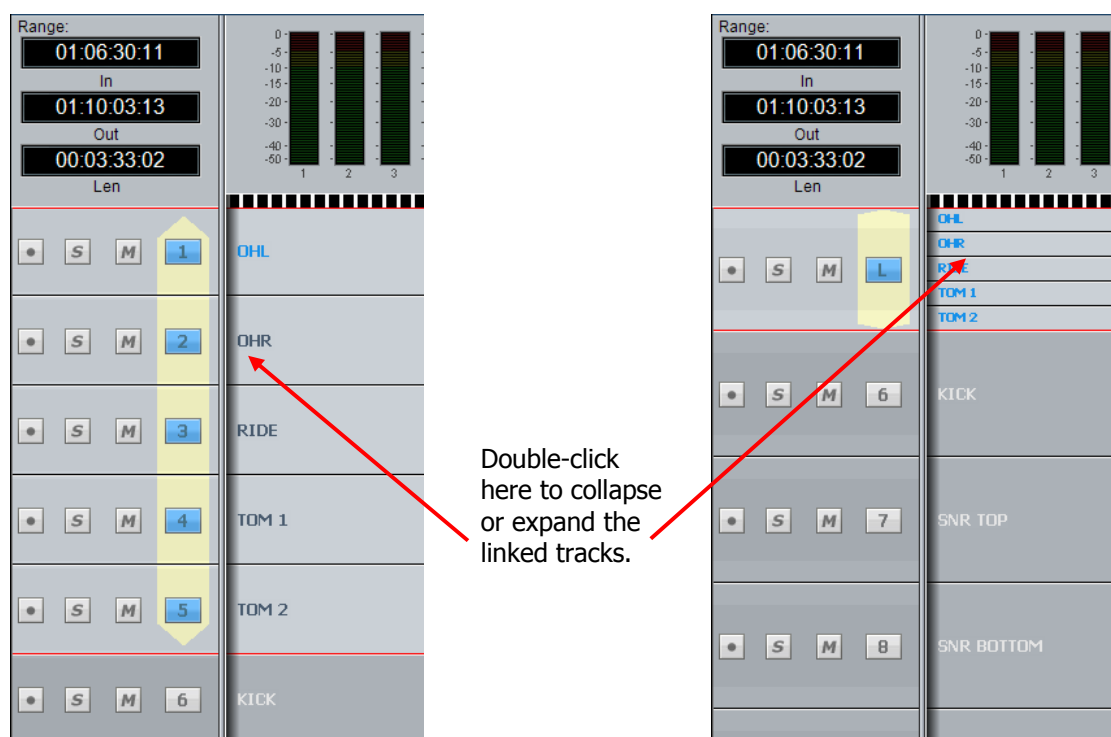 Range:
01:06:30:11
In
01:10:03:13
Out
00:03:33:02
Len
0
-5
-10
-15
-20
-30
-40
-50
1 2 3
S M 1 OHL
S M 2 OHR
S M 3 RIDE
S M 4 TOM 1
S M 5 TOM 2
S M 6 KICK
Double-click
here to collapse
or expand the
linked tracks.
Range:
01:06:30:11
In
01:10:03:13
Out
00:03:33:02
Len
0
-5
-10
-15
-20
-30
-40
-50
1 2 3
S M L
OHL
OHR
RIDE
TOM 1
TOM 2
S M 6 KICK
S M 7 SNR TOP
S M 8 SNR BOTTOM